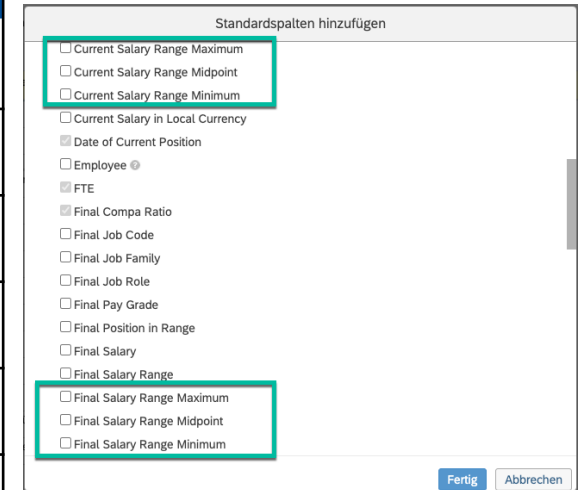 Standardspalten hinzufügen
Current Salary Range Maximum
Current Salary Range Midpoint
Current Salary Range Minimum
Current Salary in Local Currency
Date of Current Position
Employee ?
FTE
Final Compa Ratio
Final Job Code
Final Job Family
Final Job Role
Final Pay Grade
Final Position in Range
Final Salary
Final Salary Range
Final Salary Range Maximum
Final Salary Range Midpoint
Final Salary Range Minimum
Fertig Abbrechen